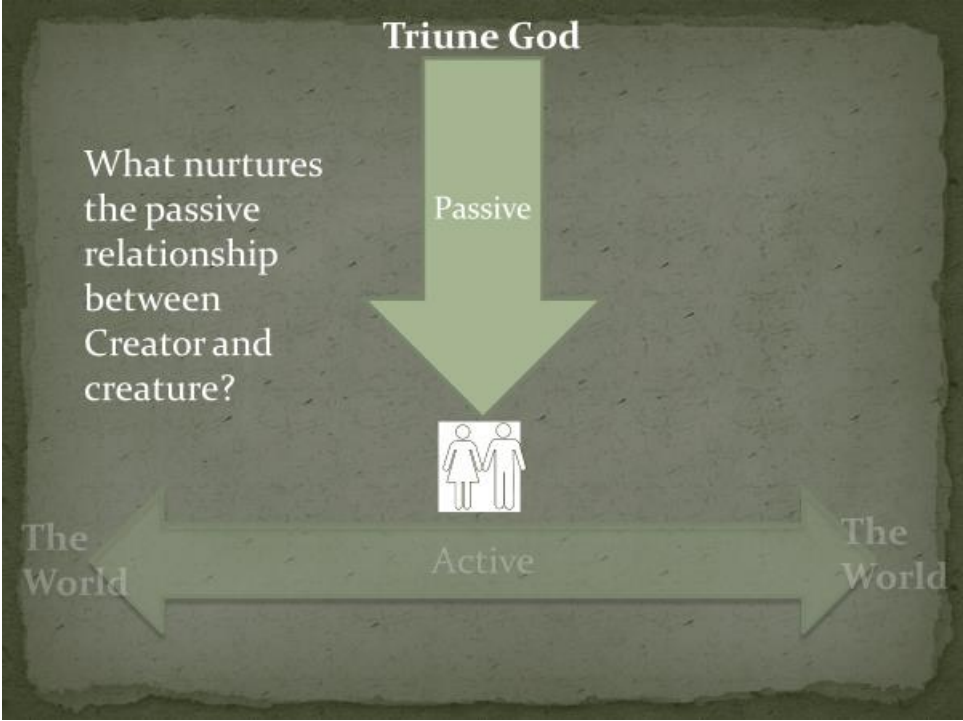 Triune God
What nurtures
the passive
relationship
between
Creator and
creature?
Passive
The
World
Active
The
World